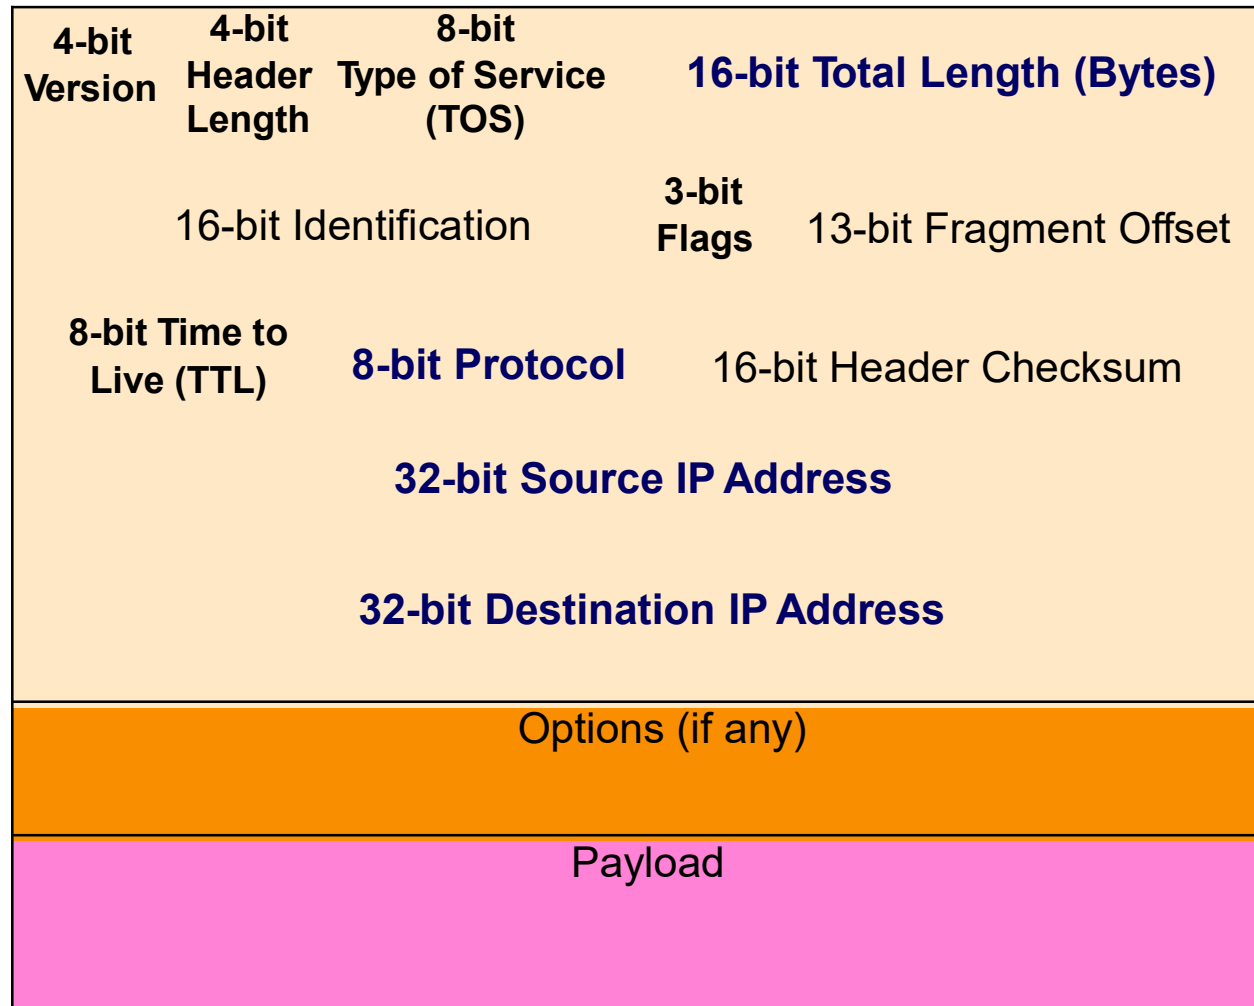 4-bit
Version
4-bit
Header
Length
8-bit
Type of Service
(TOS)
16-bit Total Length (Bytes)
16-bit Identification
3-bit
Flags
13-bit Fragment Offset
8-bit Time to
Live (TTL)
8-bit Protocol
16-bit Header Checksum
32-bit Source IP Address
32-bit Destination IP Address
Options (if any)
Payload